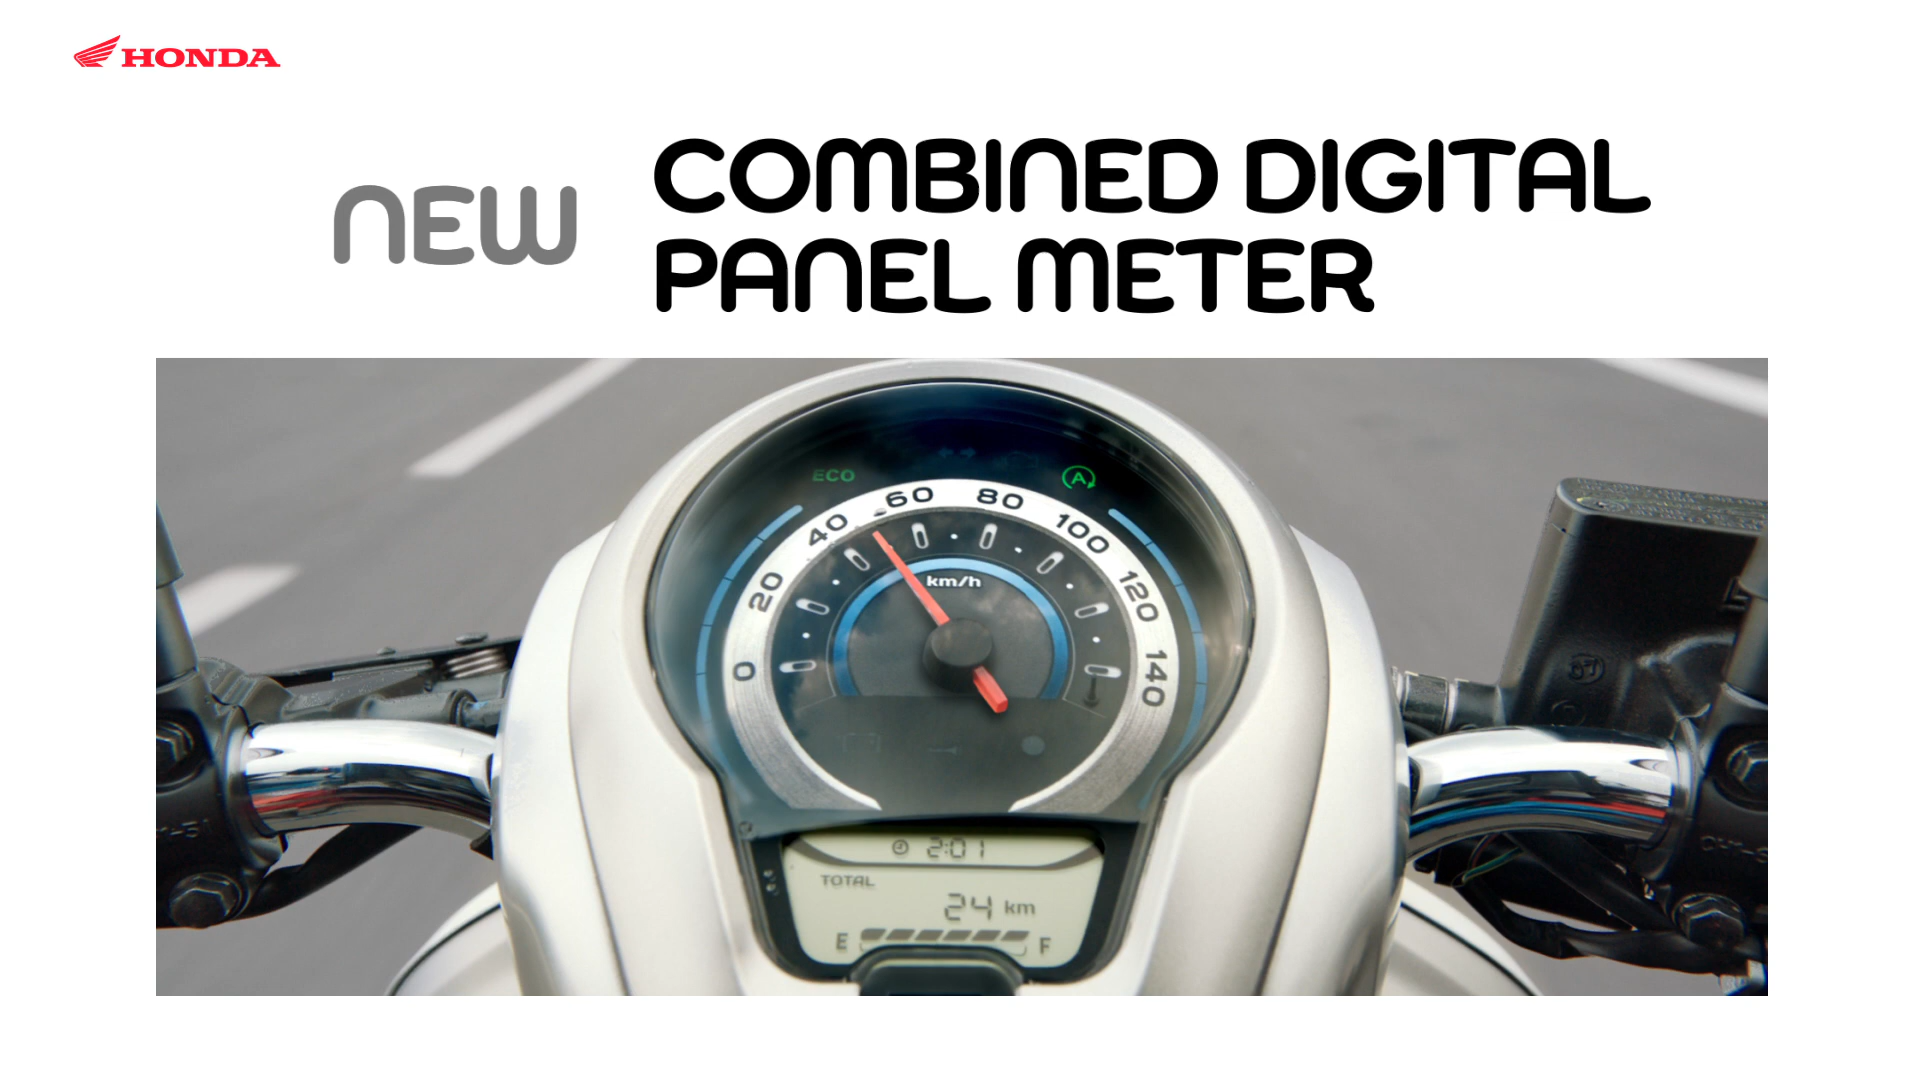 HONDA
NEW
COMBINED DIGITAL
PANEL METER
ECO
A
0
20
40
60
80
100
120
140
km/h
2:01
TOTAL
24 km
E F